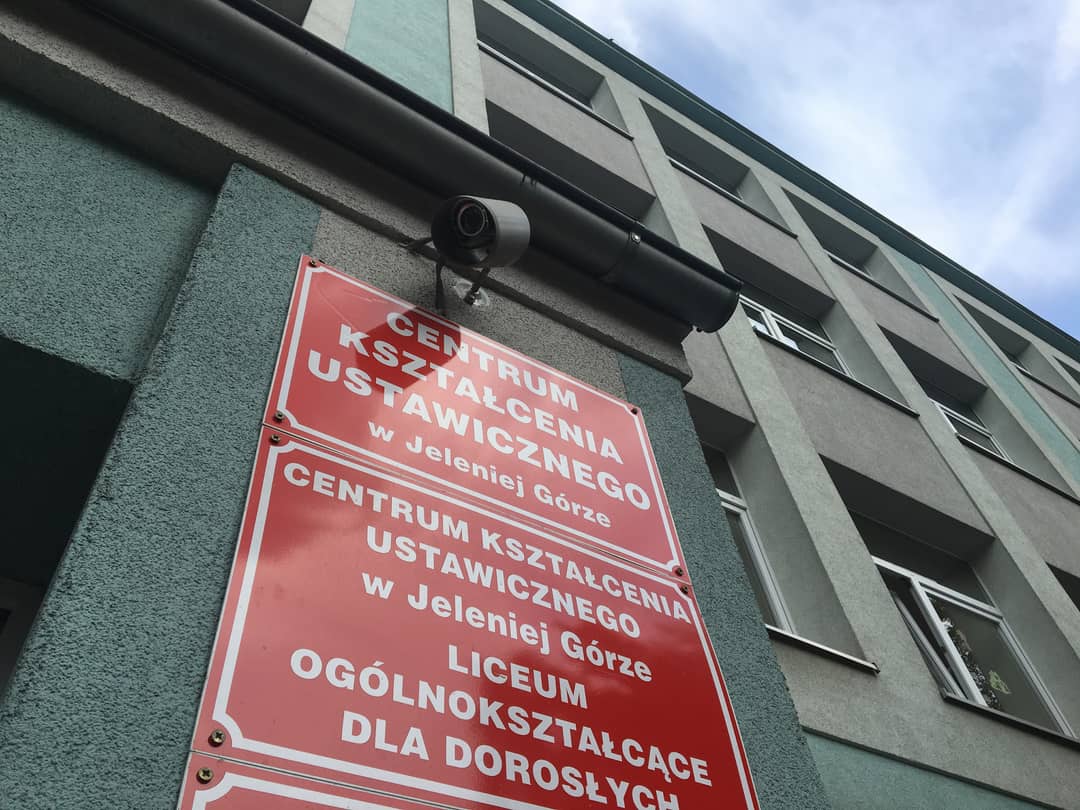 CENTRUM
KSZTAŁCENIA
USTAWICZNEGO
w Jeleniej Górze
CENTRUM KSZTAŁCENIA
USTAWICZNEGO
w Jeleniej Górze
LICEUM
OGÓLNOKSZTAŁCĄCE
DLA DOROSŁYCH